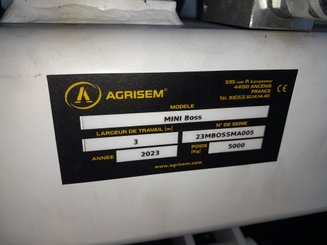 AGRISEM®
535 rue P. Levasseur
44150 ANCENIS
FRANCE
CE
MODELE
MINI Boss
LARGEUR DE TRAVAIL [m]
N° DE SERIE
3
23MBOSSMA005
ANNEE
2023
POIDS [Kg]
5000
www.agrisem.com